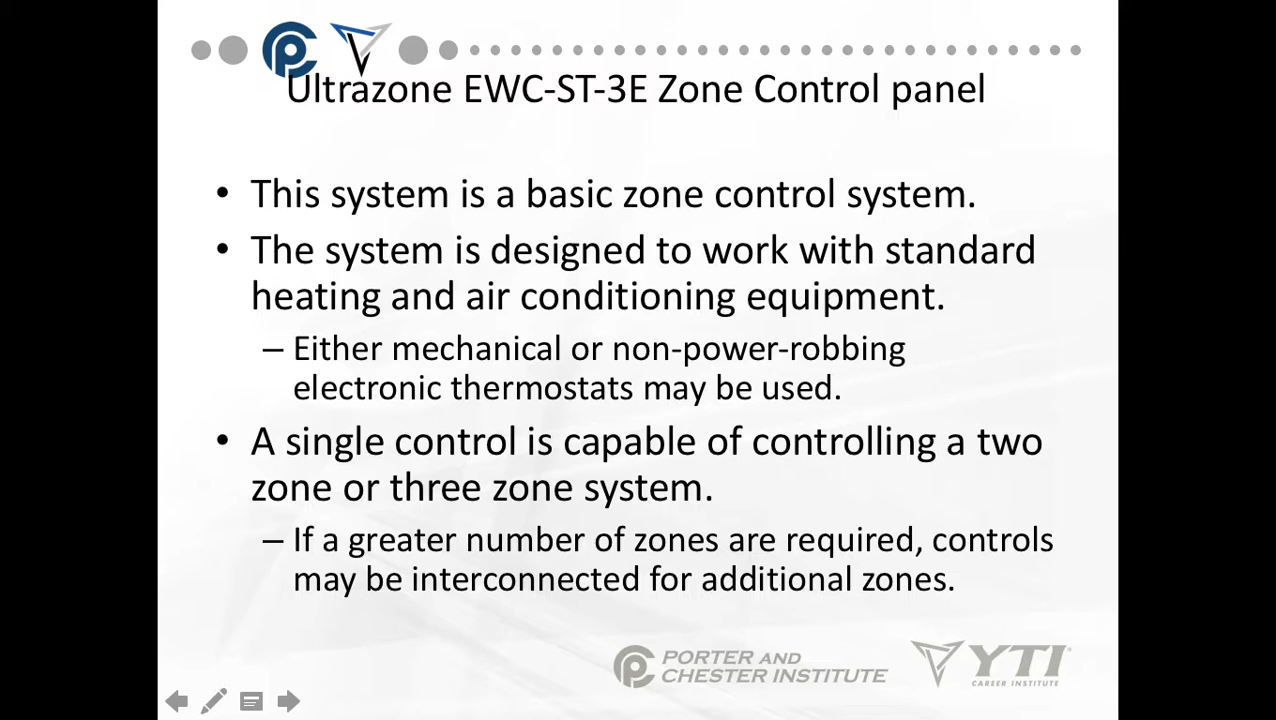 Ultrazone EWC-ST-3E Zone Control panel
• This system is a basic zone control system.
• The system is designed to work with standard
heating and air conditioning equipment.
– Either mechanical or non-power-robbing
electronic thermostats may be used.
• A single control is capable of controlling a two
zone or three zone system.
– If a greater number of zones are required, controls
may be interconnected for additional zones.
PORTER AND
CHESTER INSTITUTE
YTI
CAREER INSTITUTE